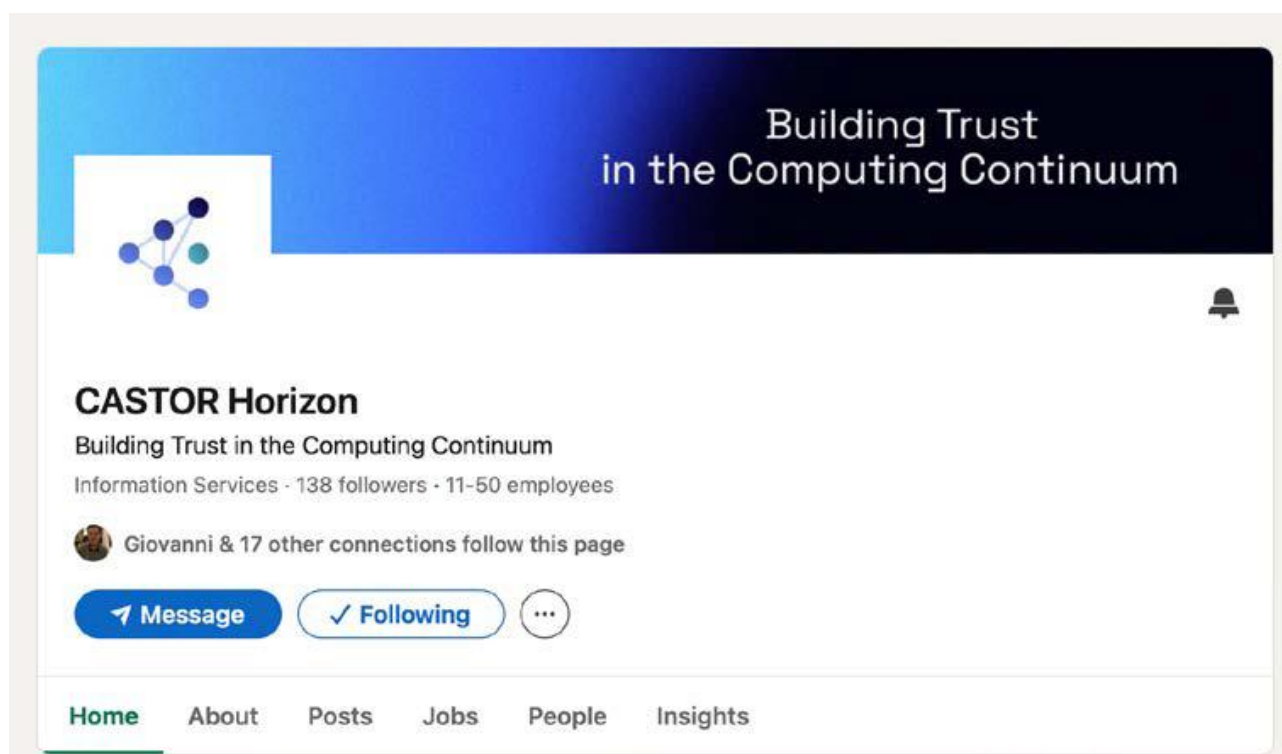 Building Trust
in the Computing Continuum
CASTOR Horizon
Building Trust in the Computing Continuum
Information Services · 138 followers · 11-50 employees
Giovanni & 17 other connections follow this page
Message Following
Home About Posts Jobs People Insights